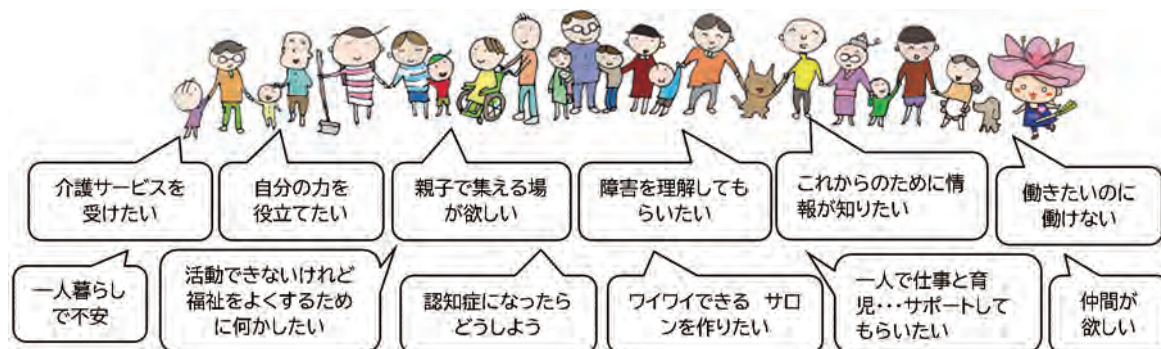 介護サービスを
受けたい
自分の力を
役立てたい
親子で集える場
が欲しい
障害を理解しても
らいたい
これからのために情
報が知りたい
働きたいのに
働けない
一人暮らし
で不安
活動できないけれど
福祉をよくするため
に何かしたい
認知症になったら
どうしよう
ワイワイできる サロ
ンを作りたい
一人で仕事と育
児・・・サポートして
もらいたい
仲間が
欲しい